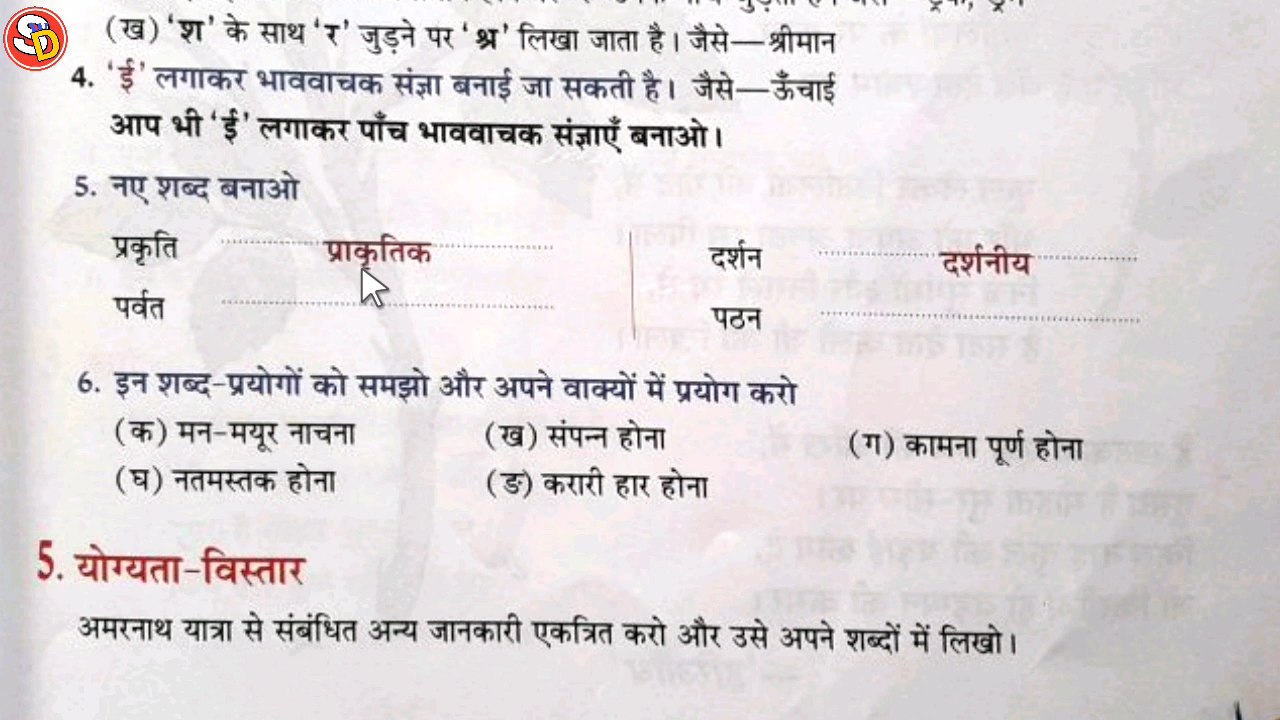 SD
(ख) 'श' के साथ 'र' जुड़ने पर 'श्र' लिखा जाता है। जैसे—श्रीमान
4. 'ई' लगाकर भाववाचक संज्ञा बनाई जा सकती है। जैसे—ऊँचाई
आप भी 'ई' लगाकर पाँच भाववाचक संज्ञाएँ बनाओ।
5. नए शब्द बनाओ
प्रकृति प्राकृतिक दर्शन दर्शनीय
पर्वत पठन
6. इन शब्द-प्रयोगों को समझो और अपने वाक्यों में प्रयोग करो
(क) मन-मयूर नाचना (ख) संपन्न होना (ग) कामना पूर्ण होना
(घ) नतमस्तक होना (ङ) करारी हार होना
5. योग्यता-विस्तार
अमरनाथ यात्रा से संबंधित अन्य जानकारी एकत्रित करो और उसे अपने शब्दों में लिखो।